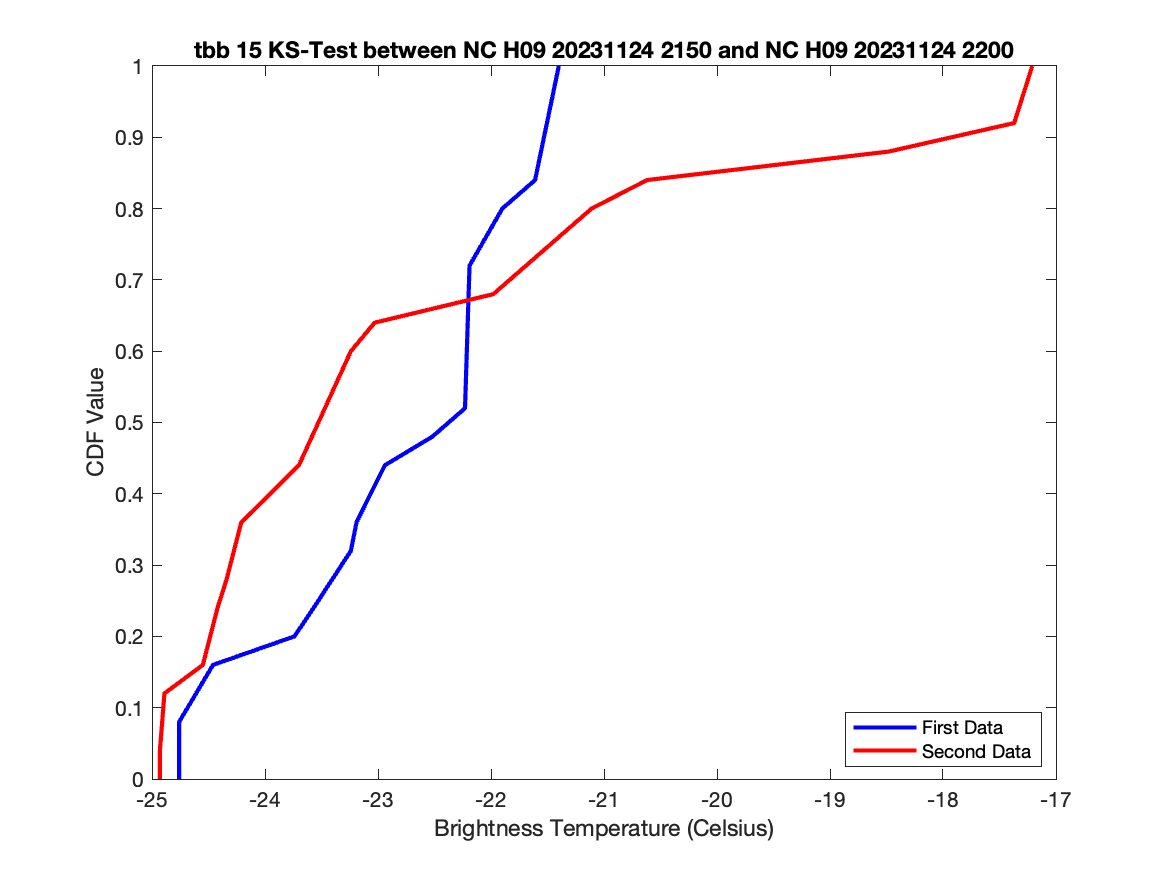 tbb 15 KS-Test between NC H09 20231124 2150 and NC H09 20231124 2200
1
0.9
0.8
0.7
0.6
0.5
0.4
0.3
0.2
0.1
0
CDF Value
First Data
Second Data
-25 -24 -23 -22 -21 -20 -19 -18 -17
Brightness Temperature (Celsius)